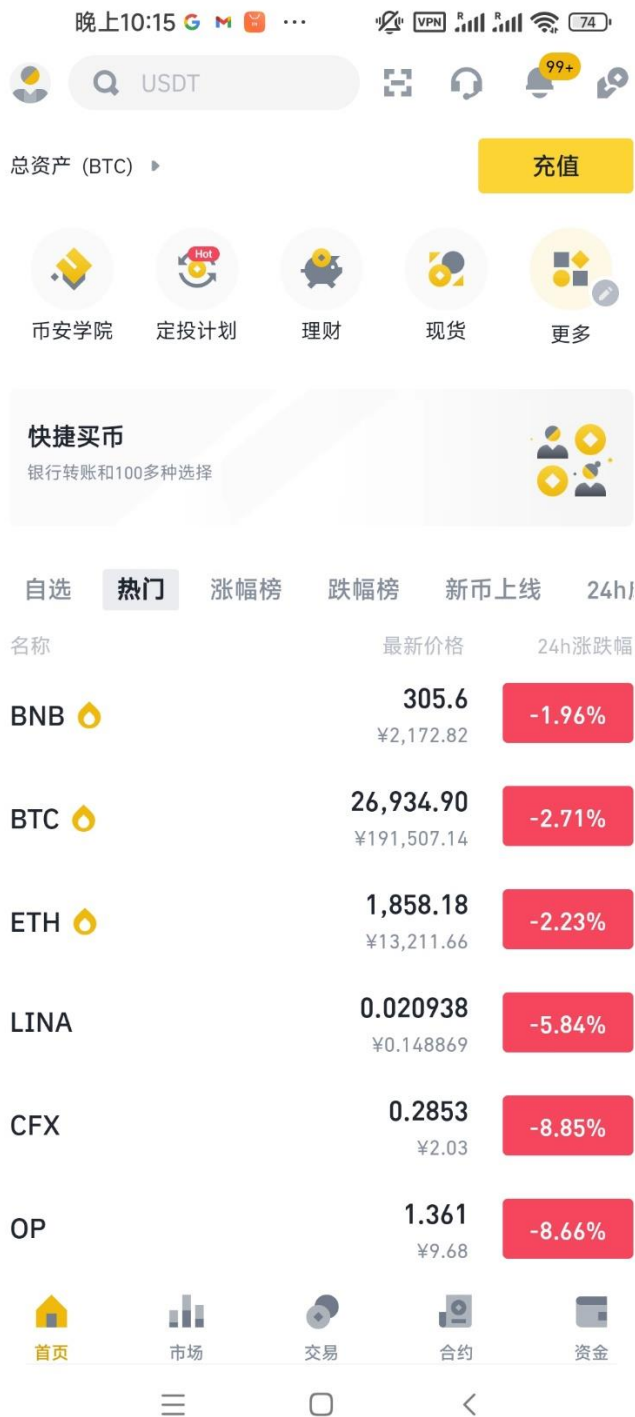 晚上10:15 G M ··· VPN R R 74
USDT 99+
总资产 (BTC) 充值
Hot
币安学院 定投计划 理财 现货 更多
快捷买币
银行转账和100多种选择
自选 热门 涨幅榜 跌幅榜 新币上线 24h
名称 最新价格 24h涨跌幅
BNB 305.6 -1.96%
¥2,172.82
BTC 26,934.90 -2.71%
¥191,507.14
ETH 1,858.18 -2.23%
¥13,211.66
LINA 0.020938 -5.84%
¥0.148869
CFX 0.2853 -8.85%
¥2.03
OP 1.361 -8.66%
¥9.68
首页 市场 交易 合约 资金